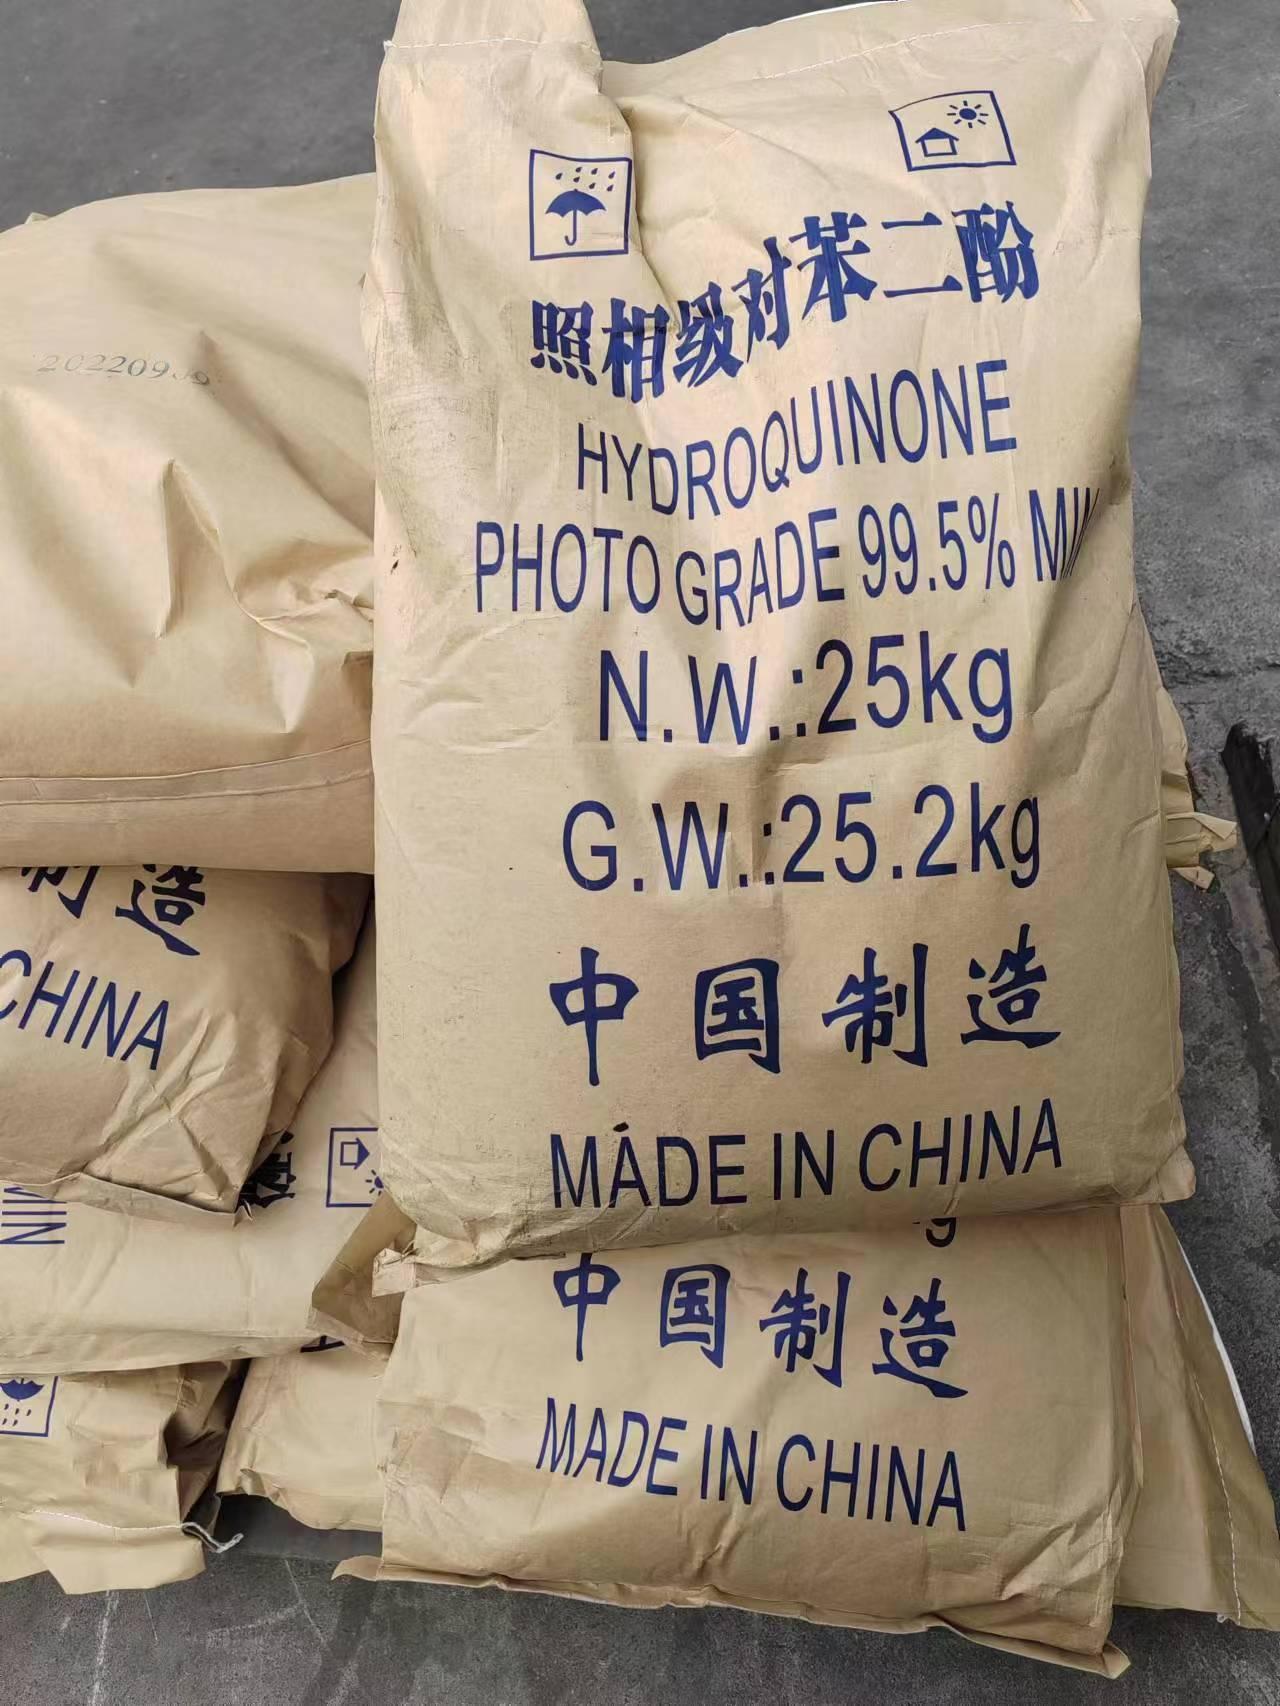 照相级对苯二酚
HYDROQUINONE
PHOTO GRADE 99.5%
N.W.:25kg
G.W.:25.2kg
中国制造
MADE IN CHINA
制造
CHINA
MIN
中国制造
MADE IN CHINA